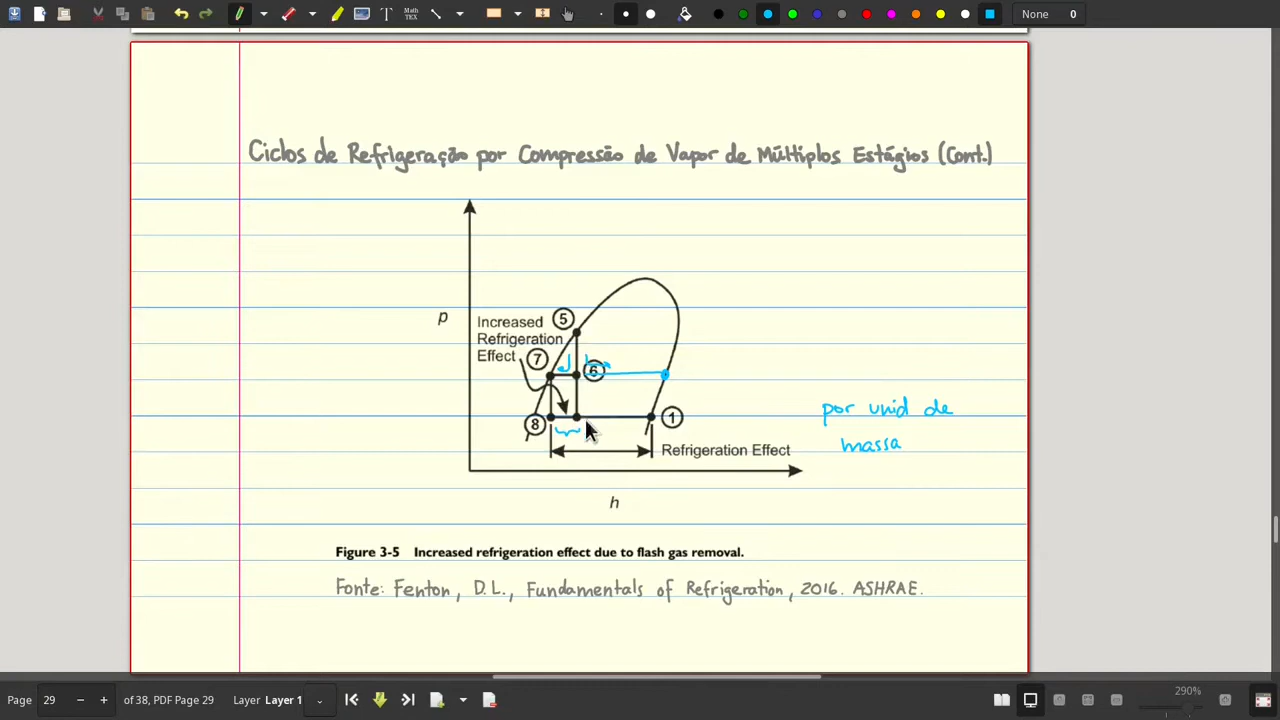 Math
TEX
None 0
Ciclos de Refrigeração por Compressão de Vapor de Múltiplos Estágios (Cont.)
p
Increased
Refrigeration
Effect
5
7
6
8
1
por unid de
massa
Refrigeration Effect
h
Figure 3-5 Increased refrigeration effect due to flash gas removal.
Fonte: Fenton, D.L., Fundamentals of Refrigeration, 2016. ASHRAE.
Page 29 of 38, PDF Page 29 Layer Layer 1 290%